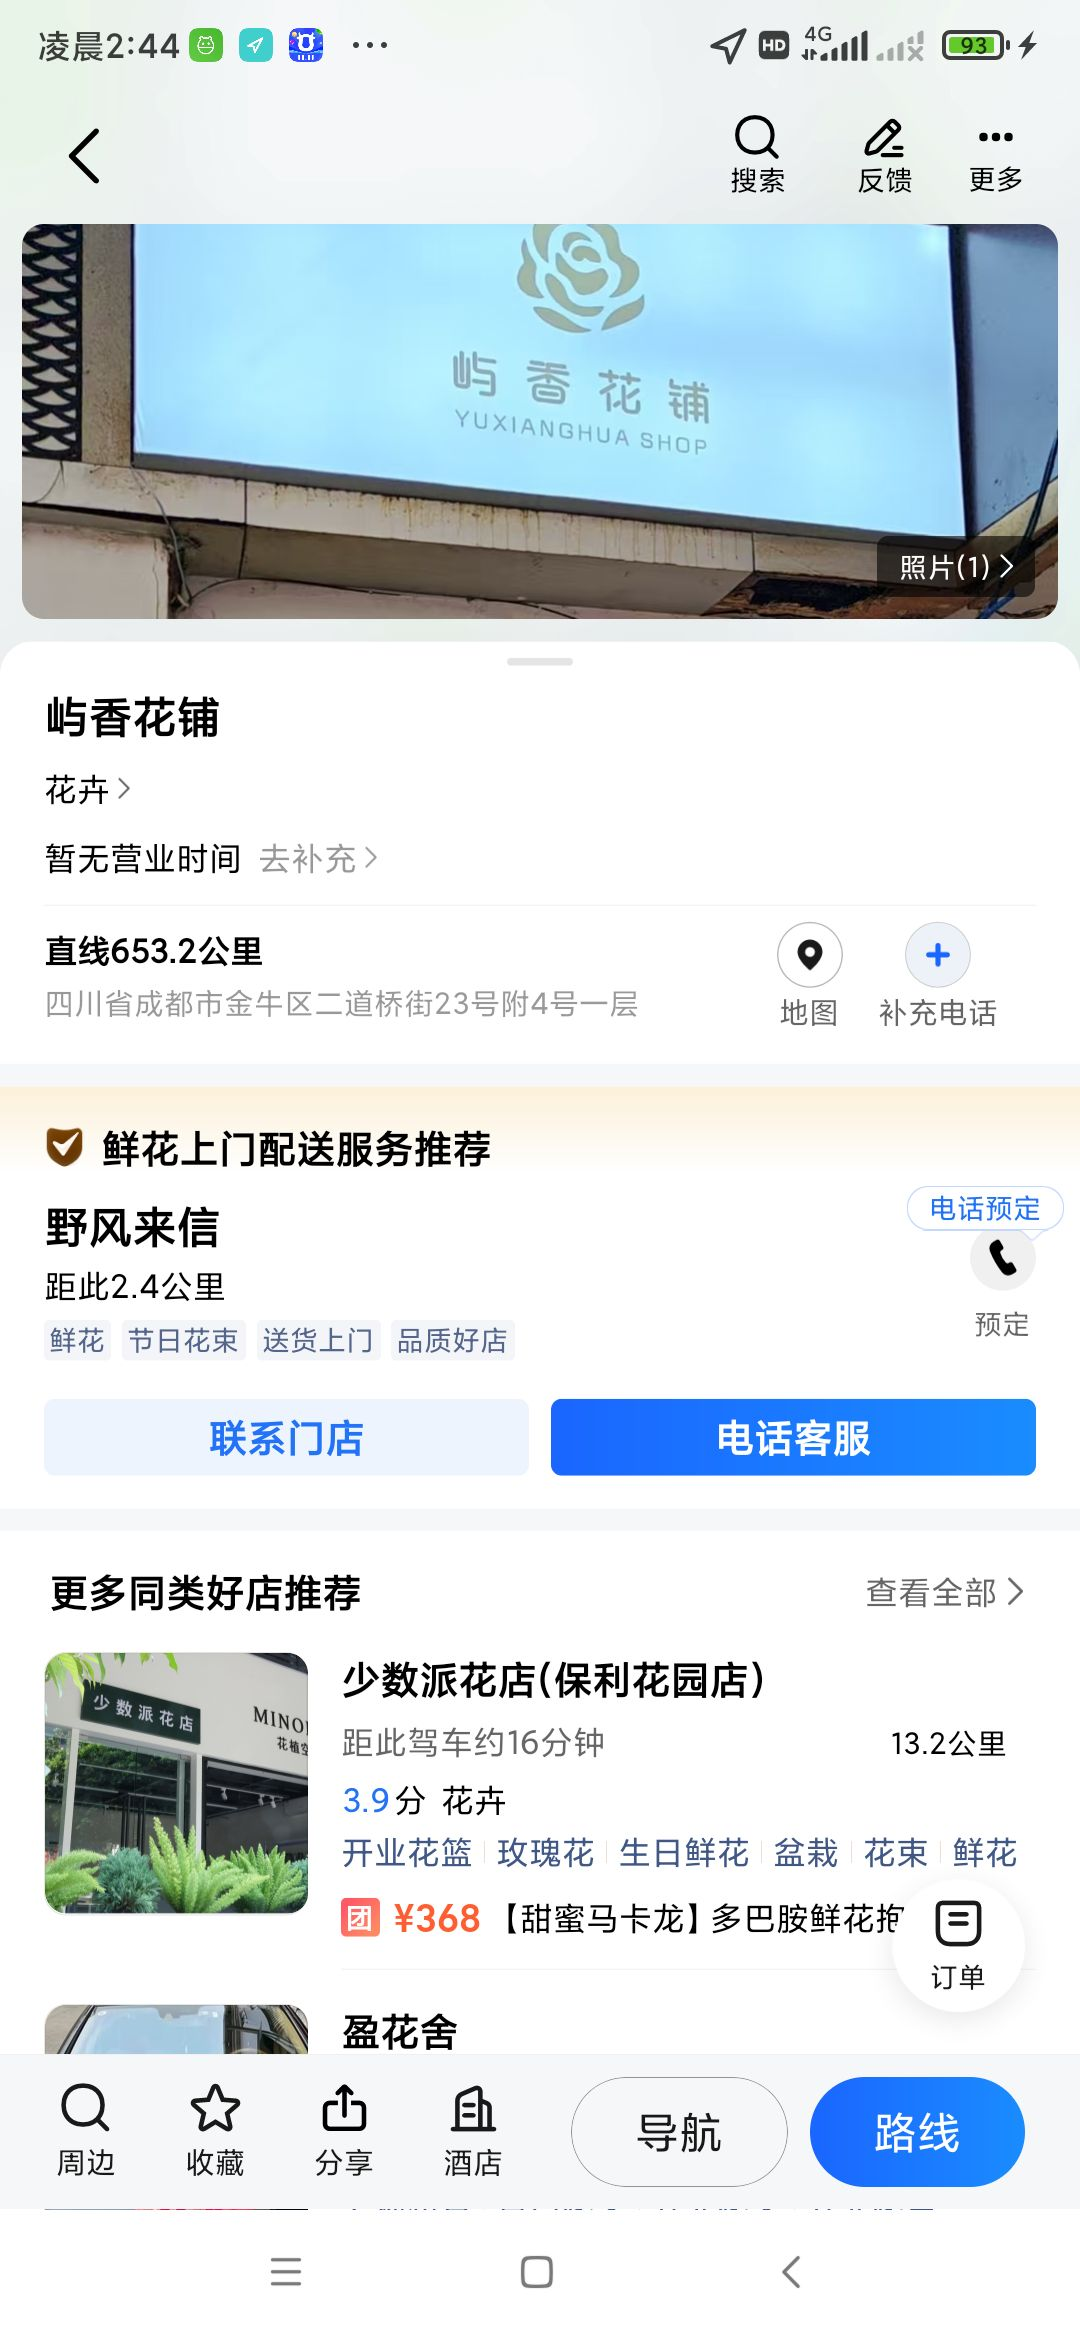 凌晨2:44
HD
4G
93
搜索
反馈
更多
屿香花铺
YUXIANGHUA SHOP
照片(1)
屿香花铺
花卉
暂无营业时间 去补充
直线653.2公里
四川省成都市金牛区二道桥街23号附4号一层
地图
补充电话
鲜花上门配送服务推荐
野风来信
电话预定
距此2.4公里
预定
鲜花 节日花束 送货上门 品质好店
联系门店
电话客服
更多同类好店推荐
查看全部
少数派花店
MINO
花植空
少数派花店(保利花园店)
距此驾车约16分钟
13.2公里
3.9分 花卉
开业花篮 玫瑰花 生日鲜花 盆栽 花束 鲜花
团 ¥368 【甜蜜马卡龙】多巴胺鲜花抱
订单
盈花舍
周边
收藏
分享
酒店
导航
路线